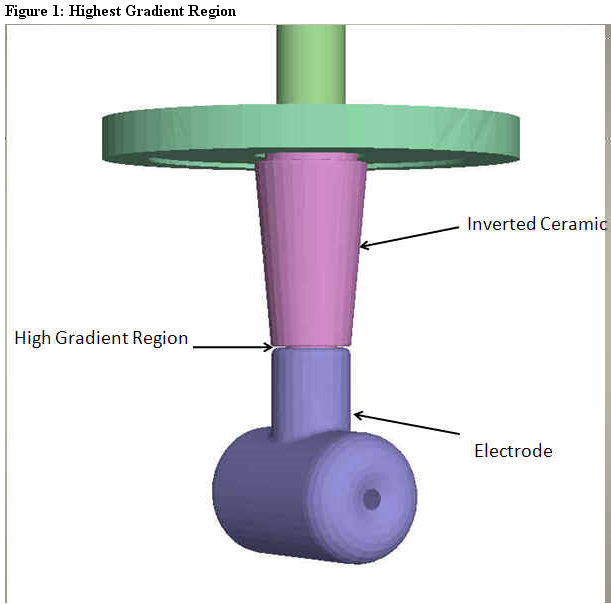 Figure 1: Highest Gradient Region
Inverted Ceramic
High Gradient Region
Electrode